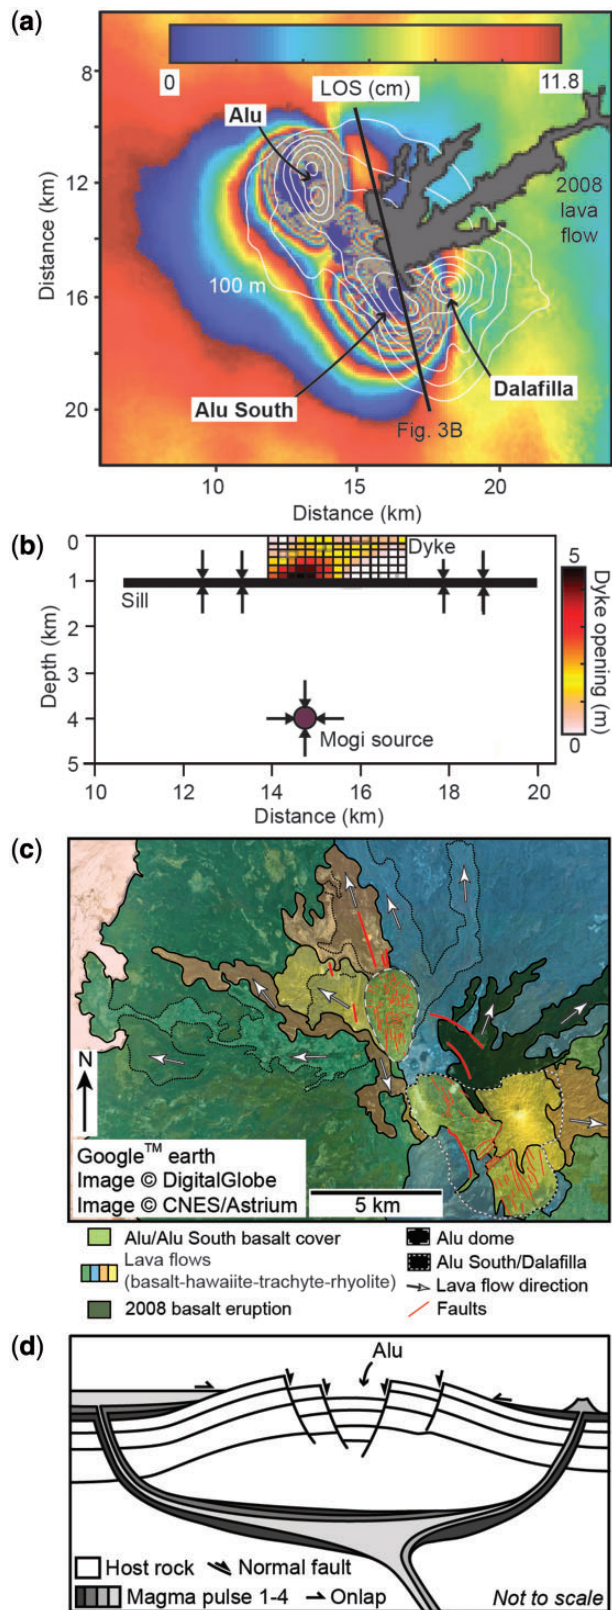 (a)
8
12
16
20
Distance (km)
0
11.8
LOS (cm)
Alu
2008
lava
flow
100 m
Alu South
Dalafilla
Fig. 3B
10
15
20
Distance (km)
(b)
0
1
2
3
4
5
Depth (km)
Dyke
Sill
Mogi source
5
0
Dyke opening (m)
10
12
14
16
18
20
Distance (km)
(c)
N
Google™ earth
Image © DigitalGlobe
Image © CNES/Astrium
5 km
Alu/Alu South basalt cover
Lava flows
(basalt-hawaiite-trachyte-rhyolite)
2008 basalt eruption
Alu dome
Alu South/Dalafilla
Lava flow direction
Faults
(d)
Alu
Host rock
Normal fault
Magma pulse 1-4
Onlap
Not to scale